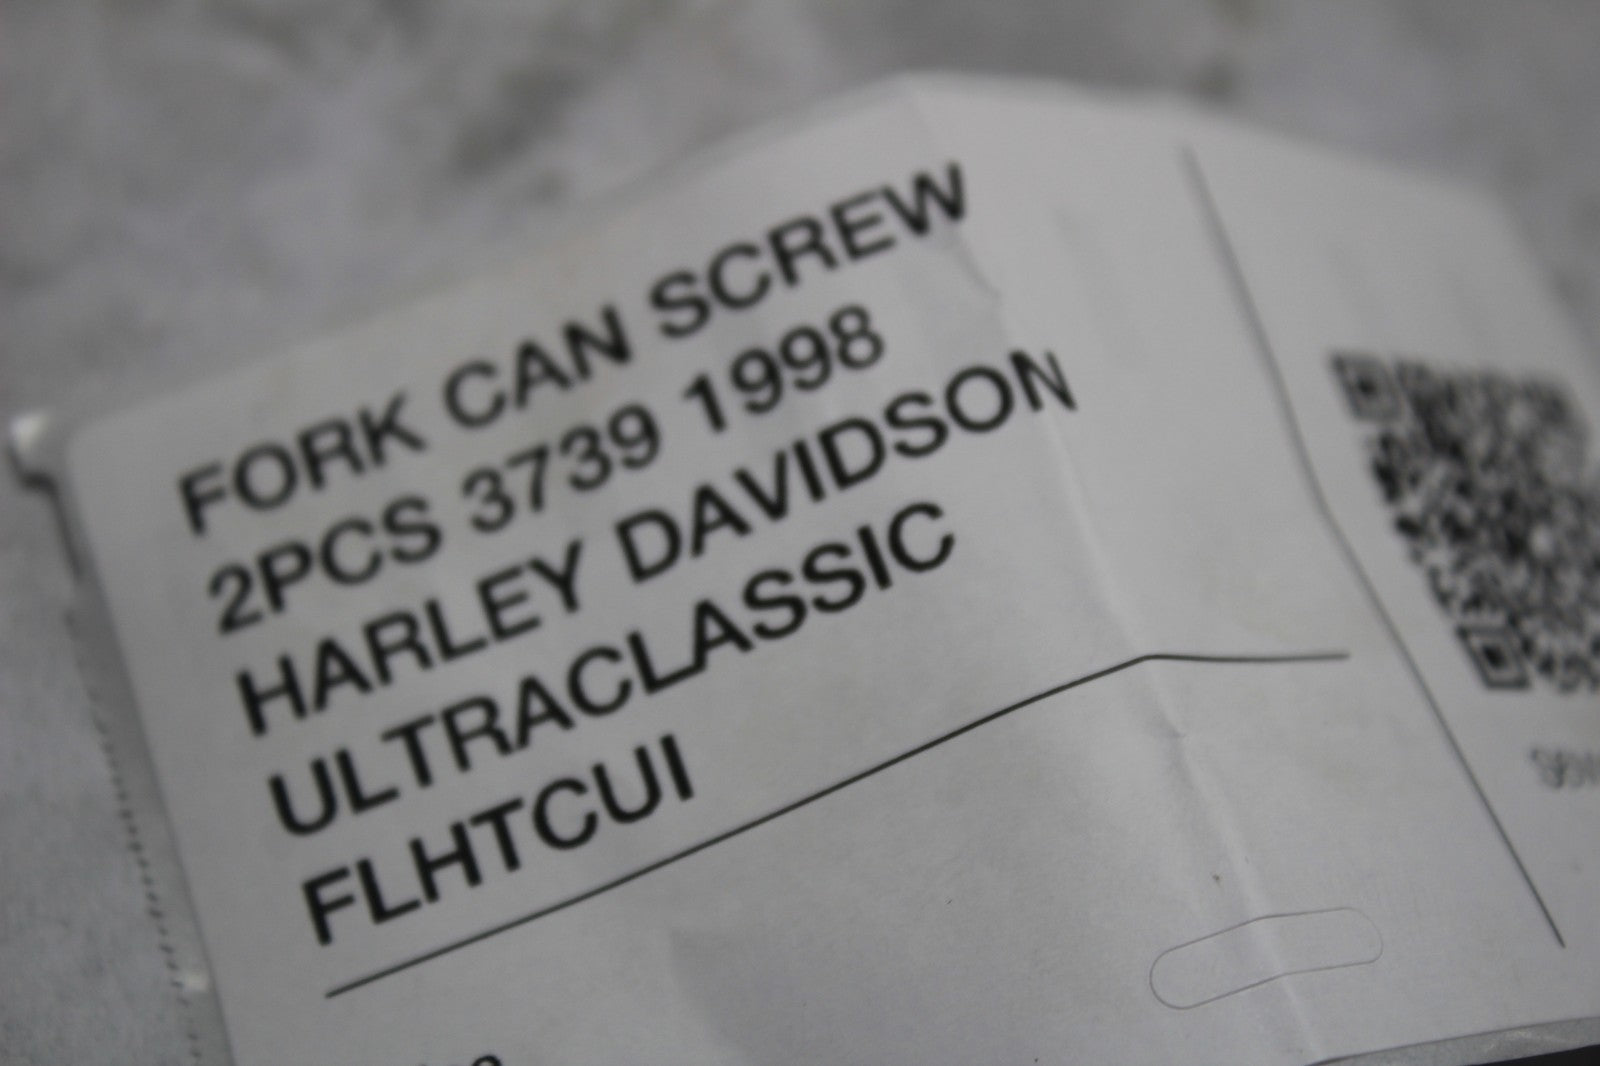 FORK CAN SCREW
2PCS 3739 1998
HARLEY DAVIDSON
ULTRACLASSIC
FLHTCUI